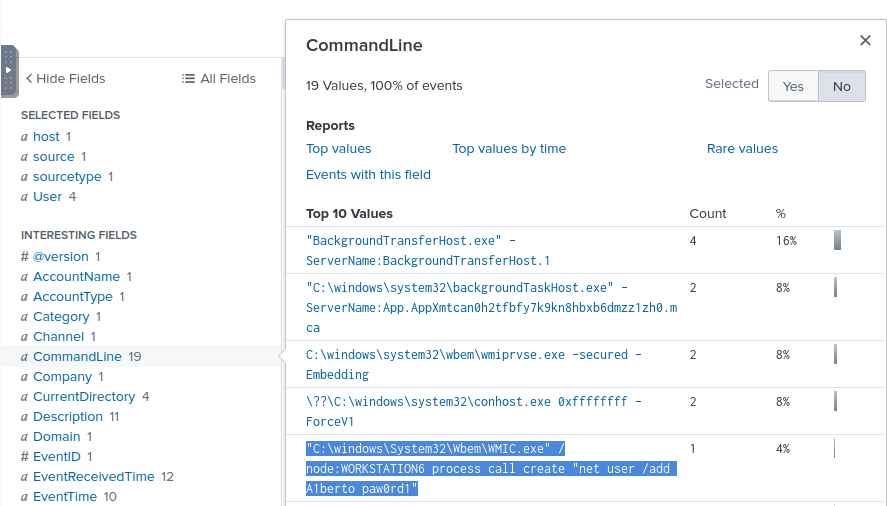 CommandLine
Hide Fields
All Fields
19 Values, 100% of events
Selected
Yes
No
SELECTED FIELDS
a host 1
a source 1
a sourcetype 1
a User 4
INTERESTING FIELDS
# @version 1
a AccountName 1
a AccountType 1
a Category 1
a Channel 1
a CommandLine 19
a Company 1
a CurrentDirectory 4
a Description 11
a Domain 1
# EventID 1
a EventReceivedTime 12
a EventTime 10
Reports
Top values
Top values by time
Rare values
Events with this field
Top 10 Values Count %
"BackgroundTransferHost.exe" - 4 16%
ServerName:BackgroundTransferHost.1
"C:\windows\system32\backgroundTaskHost.exe" - 2 8%
ServerName:App.AppXmtcan0h2tfbfy7k9kn8hbxb6dmzz1zh0.m
ca
C:\windows\system32\wbem\wmiprvse.exe -secured - 2 8%
Embedding
\??\C:\windows\system32\conhost.exe 0xffffffff - 2 8%
ForceV1
"C:\windows\System32\Wbem\WMIC.exe" / 1 4%
node:WORKSTATION6 process call create "net user /add
A1berto paw0rd1"